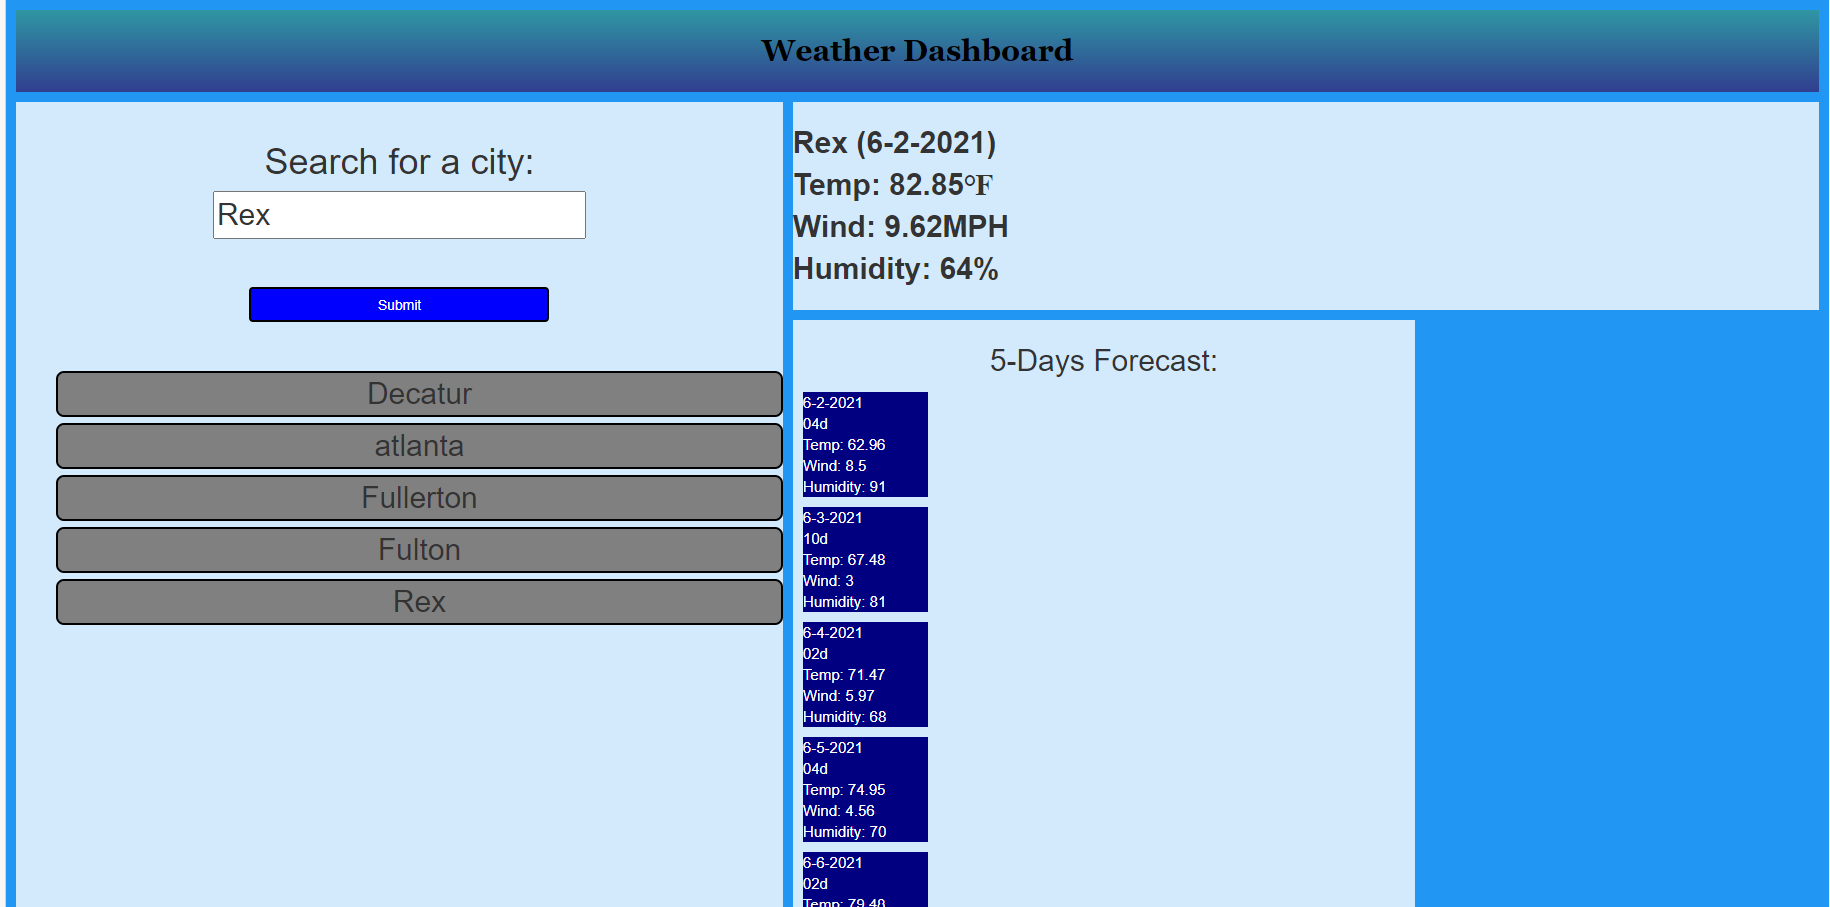 Weather Dashboard
Search for a city:
Rex
Submit
Decatur
atlanta
Fullerton
Fulton
Rex
Rex (6-2-2021)
Temp: 82.85°F
Wind: 9.62MPH
Humidity: 64%
5-Days Forecast:
6-2-2021
04d
Temp: 62.96
Wind: 8.5
Humidity: 91
6-3-2021
10d
Temp: 67.48
Wind: 3
Humidity: 81
6-4-2021
02d
Temp: 71.47
Wind: 5.97
Humidity: 68
6-5-2021
04d
Temp: 74.95
Wind: 4.56
Humidity: 70
6-6-2021
02d
Temp: 79.48